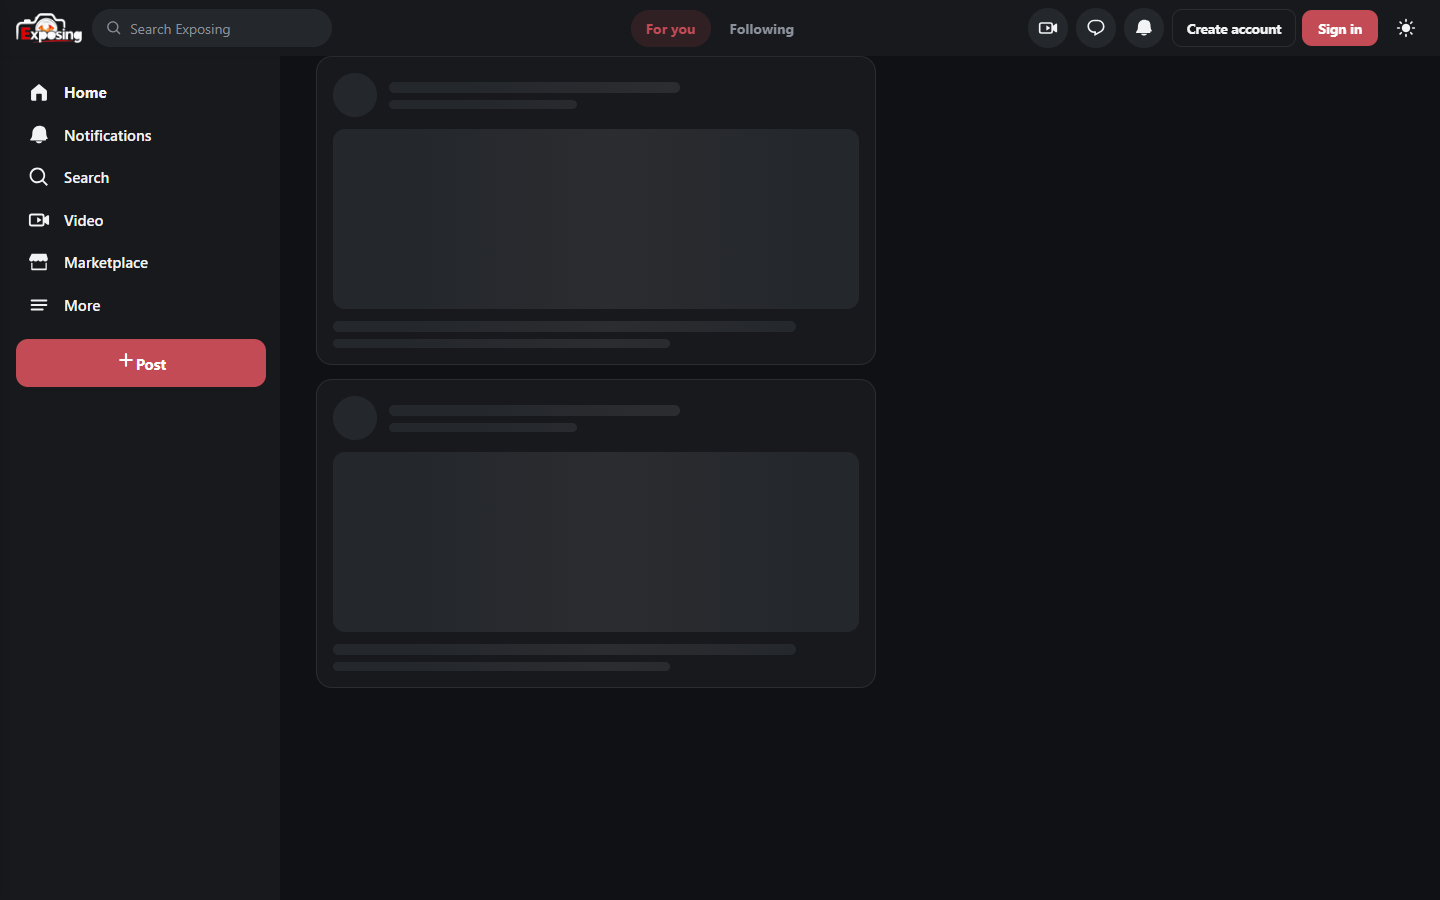 Exposing
Search Exposing
For you
Following
Create account
Sign in
Home
Notifications
Search
Video
Marketplace
More
Post